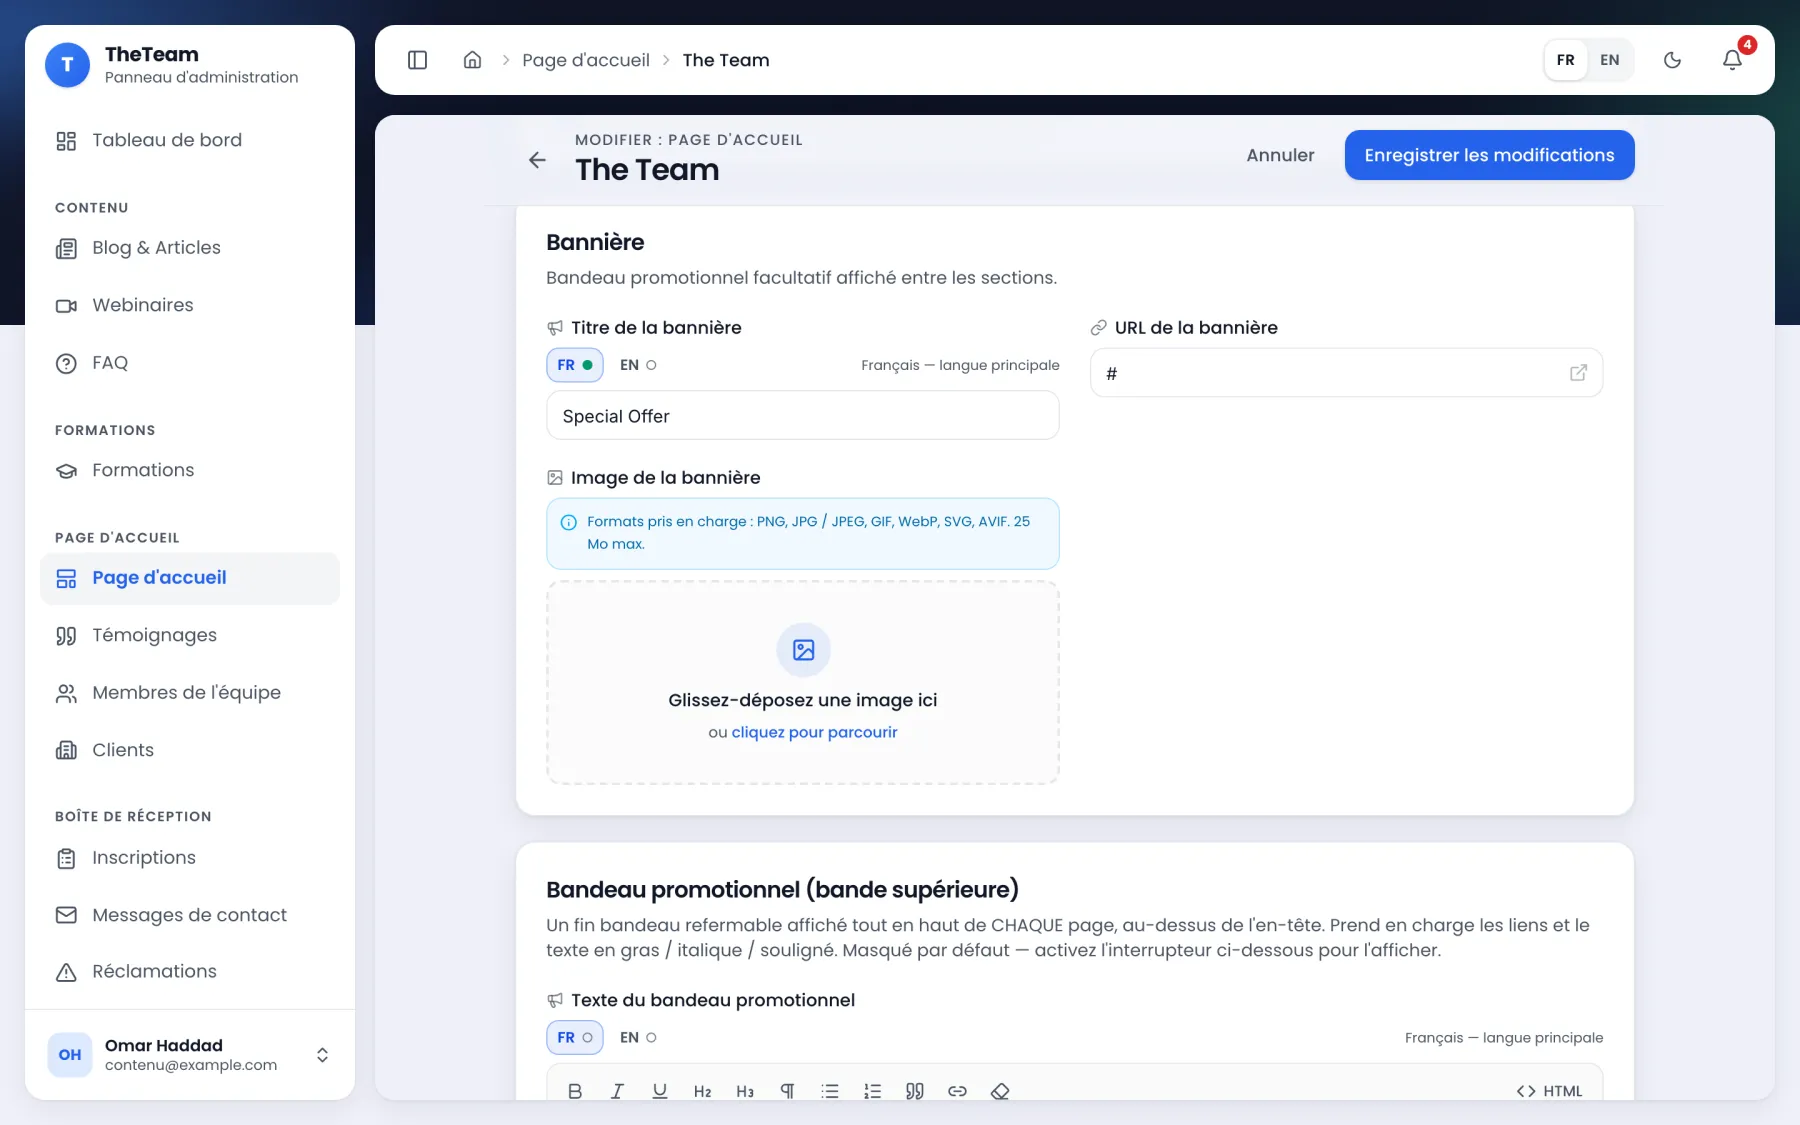 T
TheTeam
Panneau d'administration
Tableau de bord
CONTENU
Blog & Articles
Webinaires
FAQ
FORMATIONS
Formations
PAGE D'ACCUEIL
Page d'accueil
Témoignages
Membres de l'équipe
Clients
BOÎTE DE RÉCEPTION
Inscriptions
Messages de contact
Réclamations
OH
Omar Haddad
contenu@example.com
Page d'accueil
The Team
FR
EN
4
MODIFIER : PAGE D'ACCUEIL
The Team
Annuler
Enregistrer les modifications
Bannière
Bandeau promotionnel facultatif affiché entre les sections.
Titre de la bannière
FR
EN
Français — langue principale
Special Offer
URL de la bannière
#
Image de la bannière
Formats pris en charge : PNG, JPG / JPEG, GIF, WebP, SVG, AVIF. 25
Mo max.
Glissez-déposez une image ici
ou cliquez pour parcourir
Bandeau promotionnel (bande supérieure)
Un fin bandeau refermable affiché tout en haut de CHAQUE page, au-dessus de l'en-tête. Prend en charge les liens et le
texte en gras / italique / souligné. Masqué par défaut — activez l'interrupteur ci-dessous pour l'afficher.
Texte du bandeau promotionnel
FR
EN
Français — langue principale
B I U H2 H3 HTML